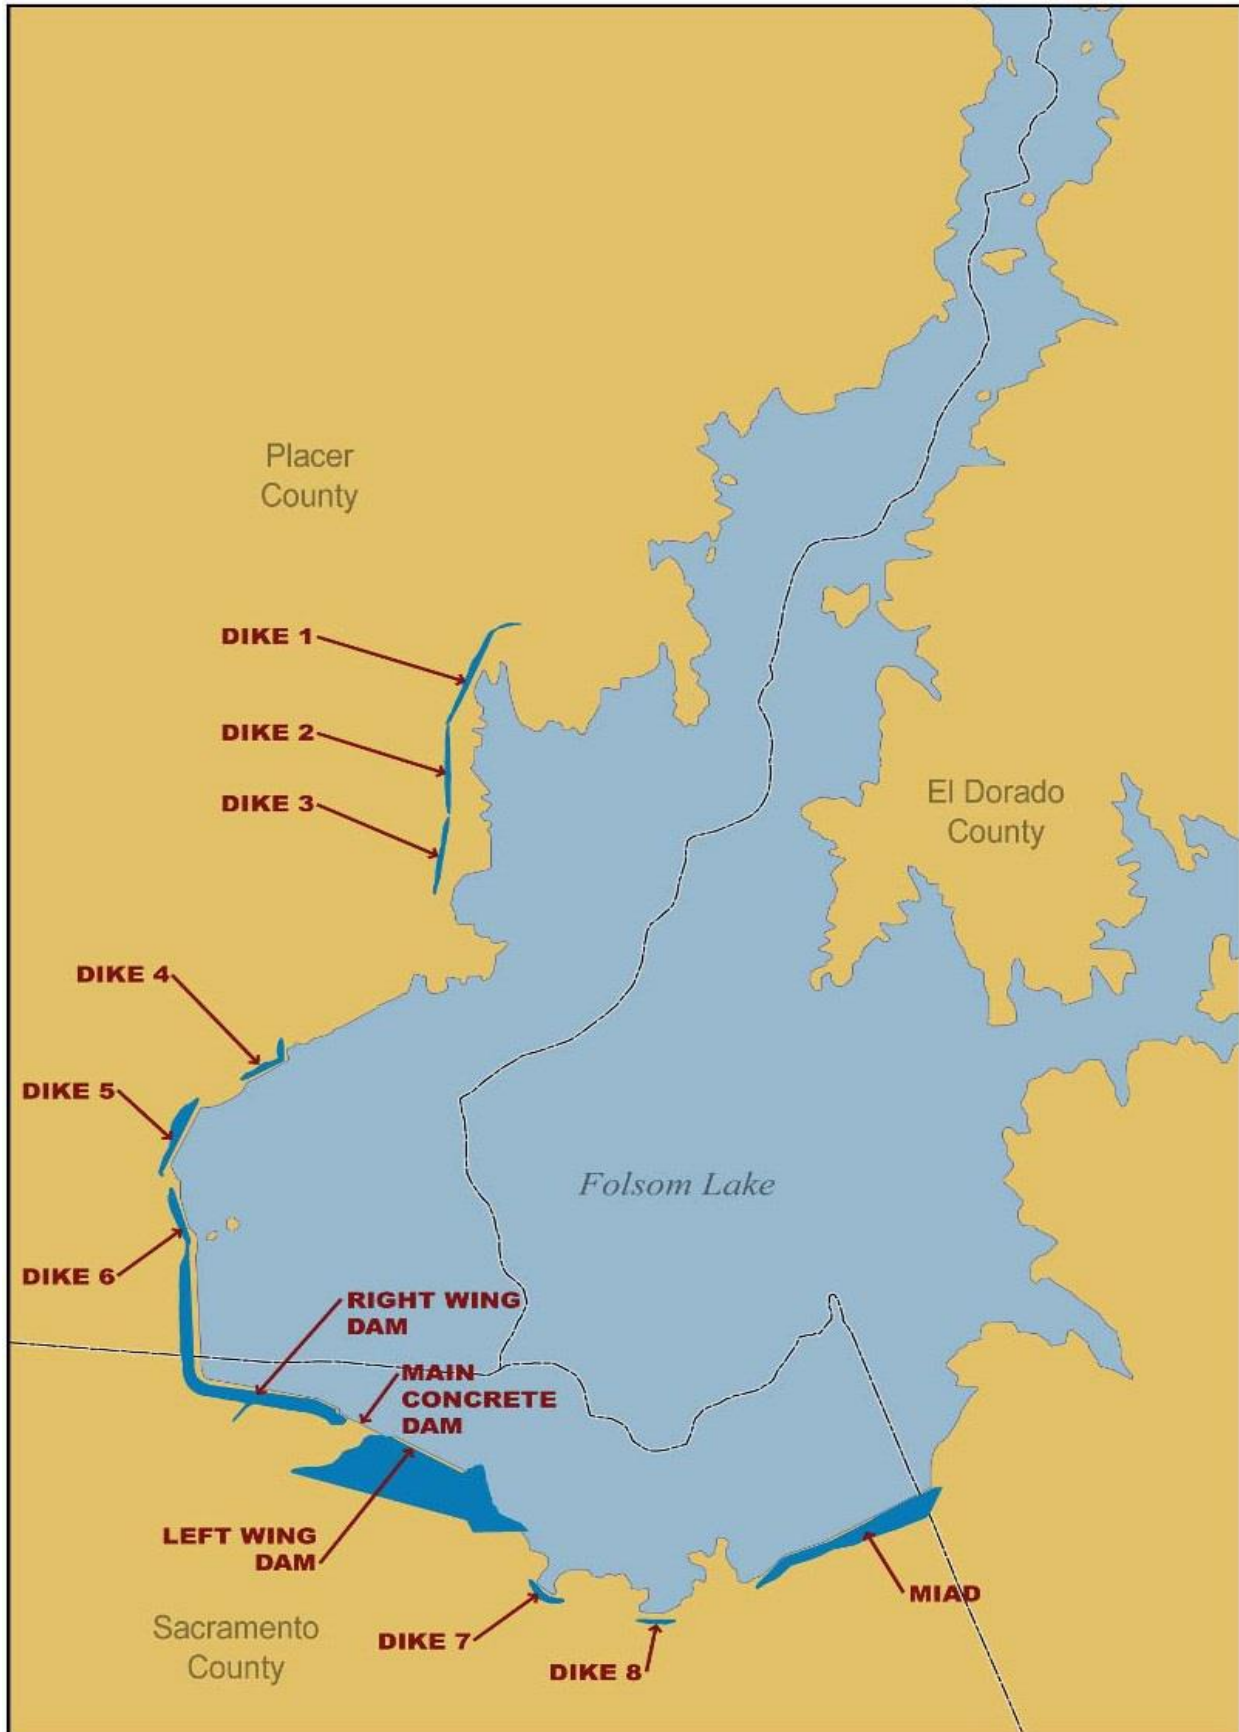 Placer
County
DIKE 1
DIKE 2
DIKE 3
El Dorado
County
DIKE 4
DIKE 5
Folsom Lake
DIKE 6
RIGHT WING
DAM
MAIN
CONCRETE
DAM
LEFT WING
DAM
MIAD
Sacramento
County
DIKE 7
DIKE 8